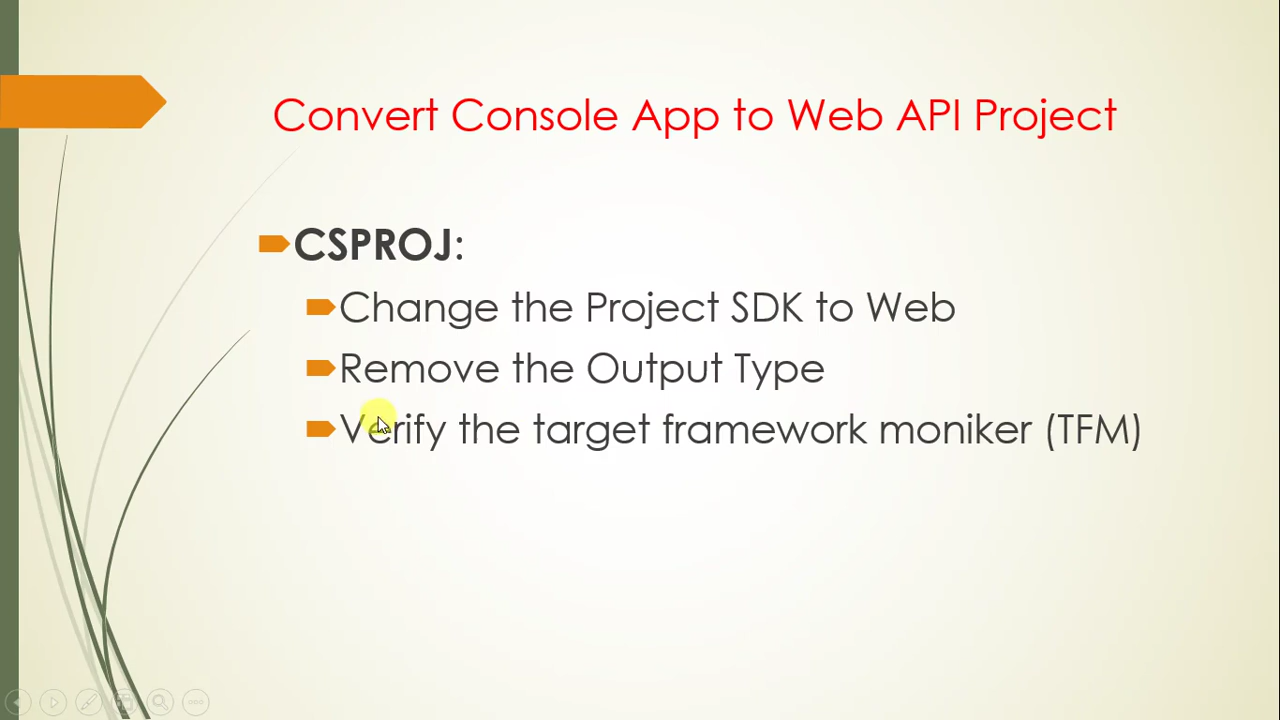 Convert Console App to Web API Project
CSPROJ:
Change the Project SDK to Web
Remove the Output Type
Verify the target framework moniker (TFM)